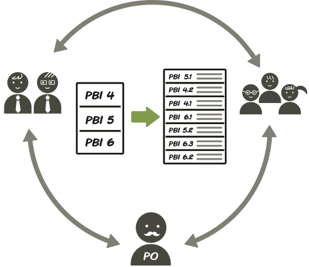 PBI 4
PBI 5
PBI 6
PBI 5.1
PBI 4.2
PBI 4.1
PBI 6.1
PBI 5.2
PBI 6.3
PBI 6.2
PO